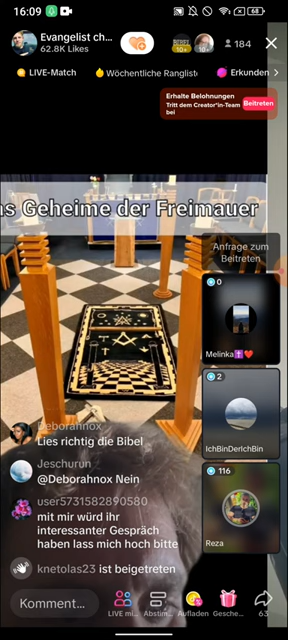 16:09
68
Evangelist ch...
62.8K Likes
10+
10+
184
LIVE-Match
Wöchentliche Rangliste
Erkunden
Erhalte Belohnungen
Tritt dem Creator*in-Team
bei
Beitreten
as Geheime der Freimauer
Anfrage zum
Beitreten
0
Melinka
2
IchBinDerIchBin
116
Reza
Deborahnox
Lies richtig die Bibel
Jeschurun
@Deborahnox Nein
user5731582890580
mit mir würd ihr
interessanter Gespräch
haben lass mich hoch bitte
knetolas23 ist beigetreten
Komment...
LIVE mi...
Abstim...
Aufladen
Gesche...
63